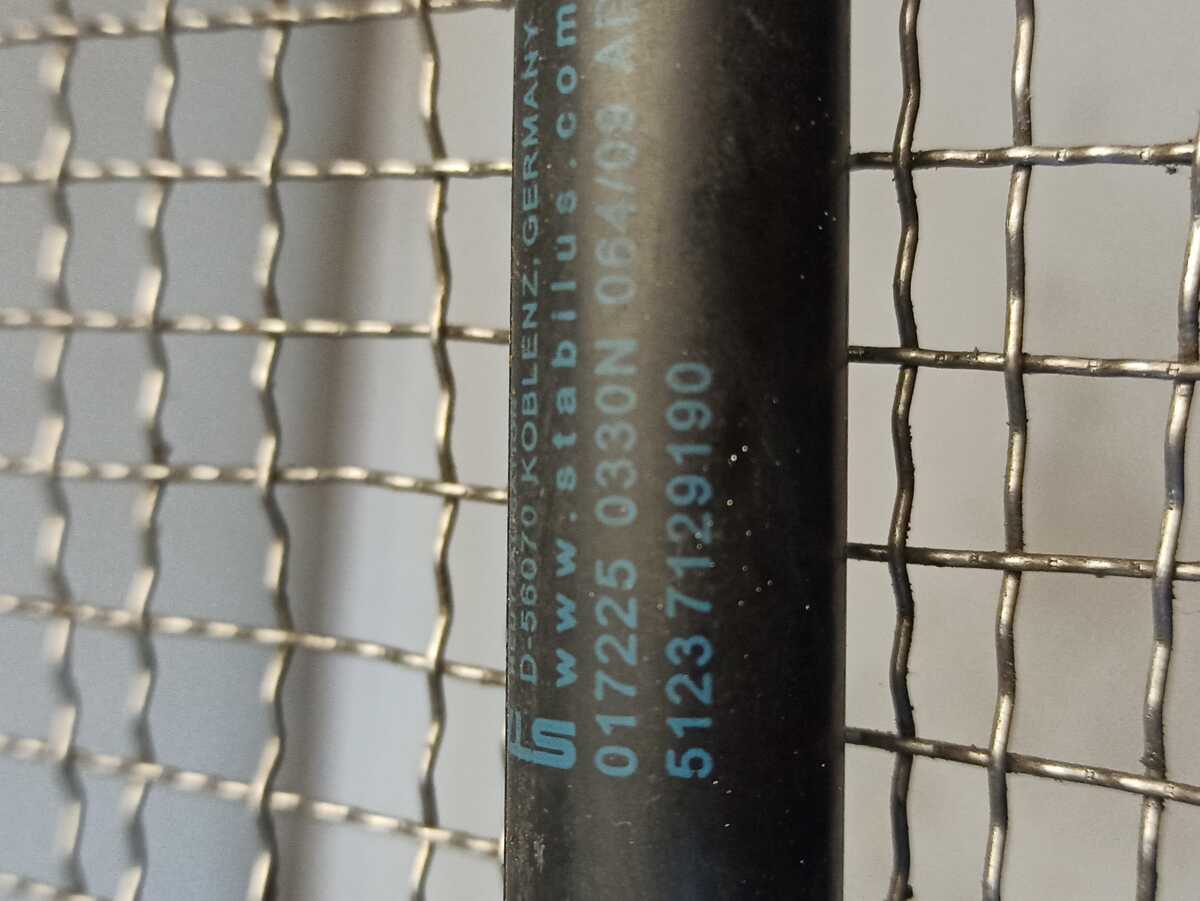 D-56070 KOBLENZ, GERMANY
www.stabilus.com
017225 0330N 064/09
5123 7129190